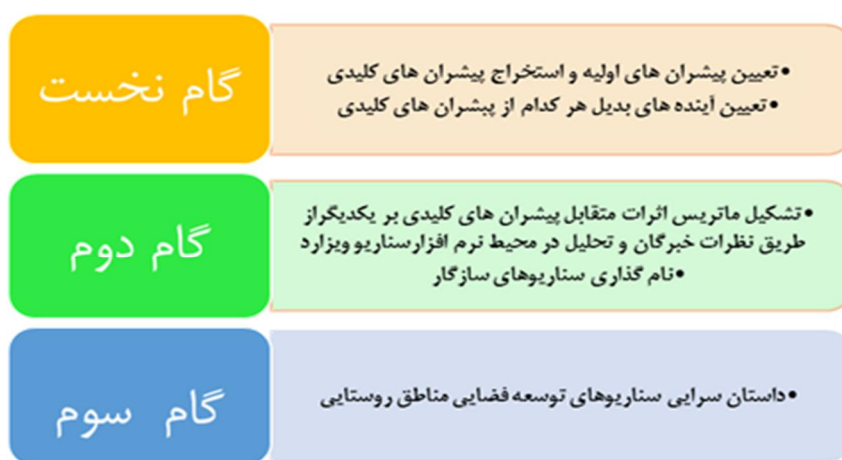 گام نخست
•تعیین پیشران های اولیه و استخراج پیشران های کلیدی
•تعیین آینده های بدیل هر کدام از پیشران های کلیدی
گام دوم
•تشکیل ماتریس اثرات متقابل پیشران های کلیدی بر یکدیگراز
طریق نظرات خبرگان و تحلیل در محیط نرم افزارسناریو ویزارد
•نام گذاری سناریوهای سازگار
گام سوم
•داستان سرایی سناریوهای توسعه فضایی مناطق روستایی